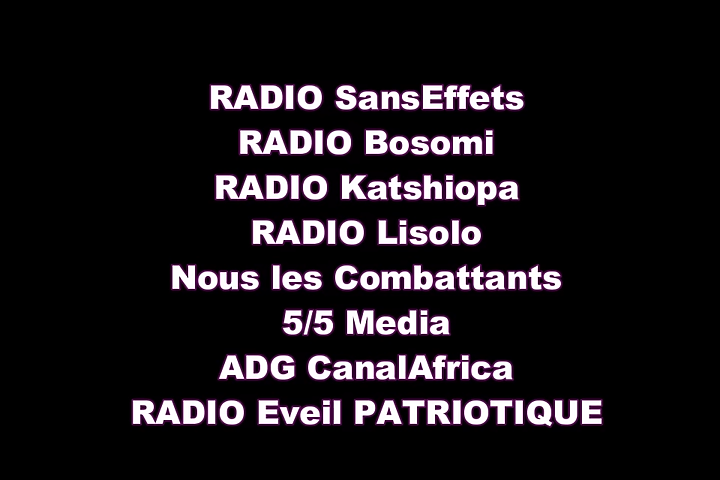 RADIO SansEffets
RADIO Bosomi
RADIO Katshiopa
RADIO Lisolo
Nous les Combattants
5/5 Media
ADG CanalAfrica
RADIO Eveil PATRIOTIQUE